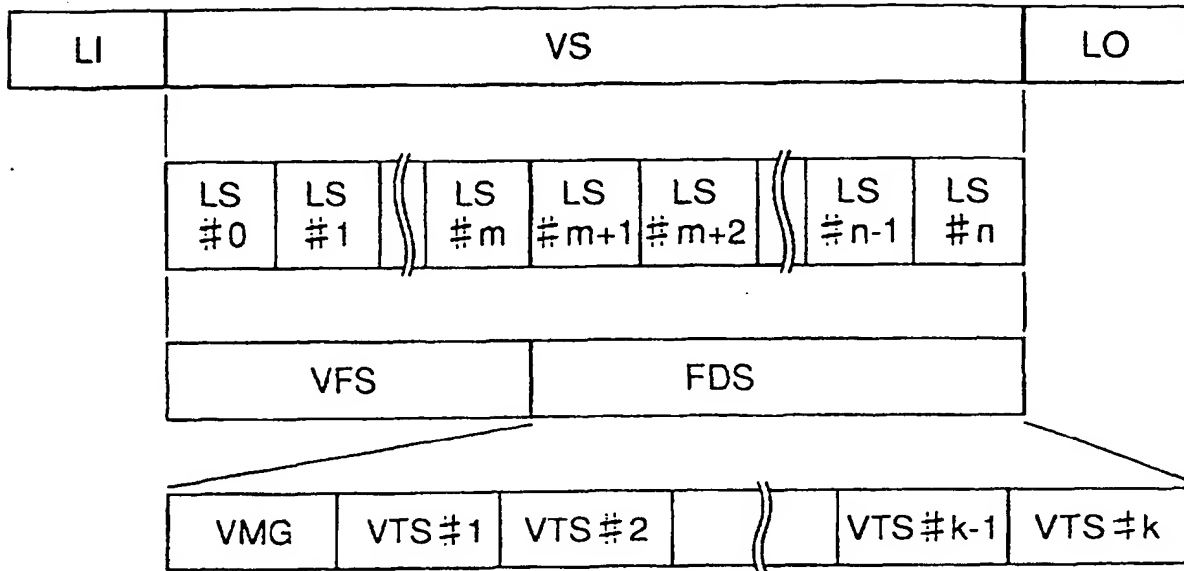 LI VS LO
LS LS LS LS LS LS LS
#0 #1 #m #m+1 #m+2 #n-1 #n
VFS FDS
VMG VTS#1 VTS#2 VTS#k-1 VTS#k